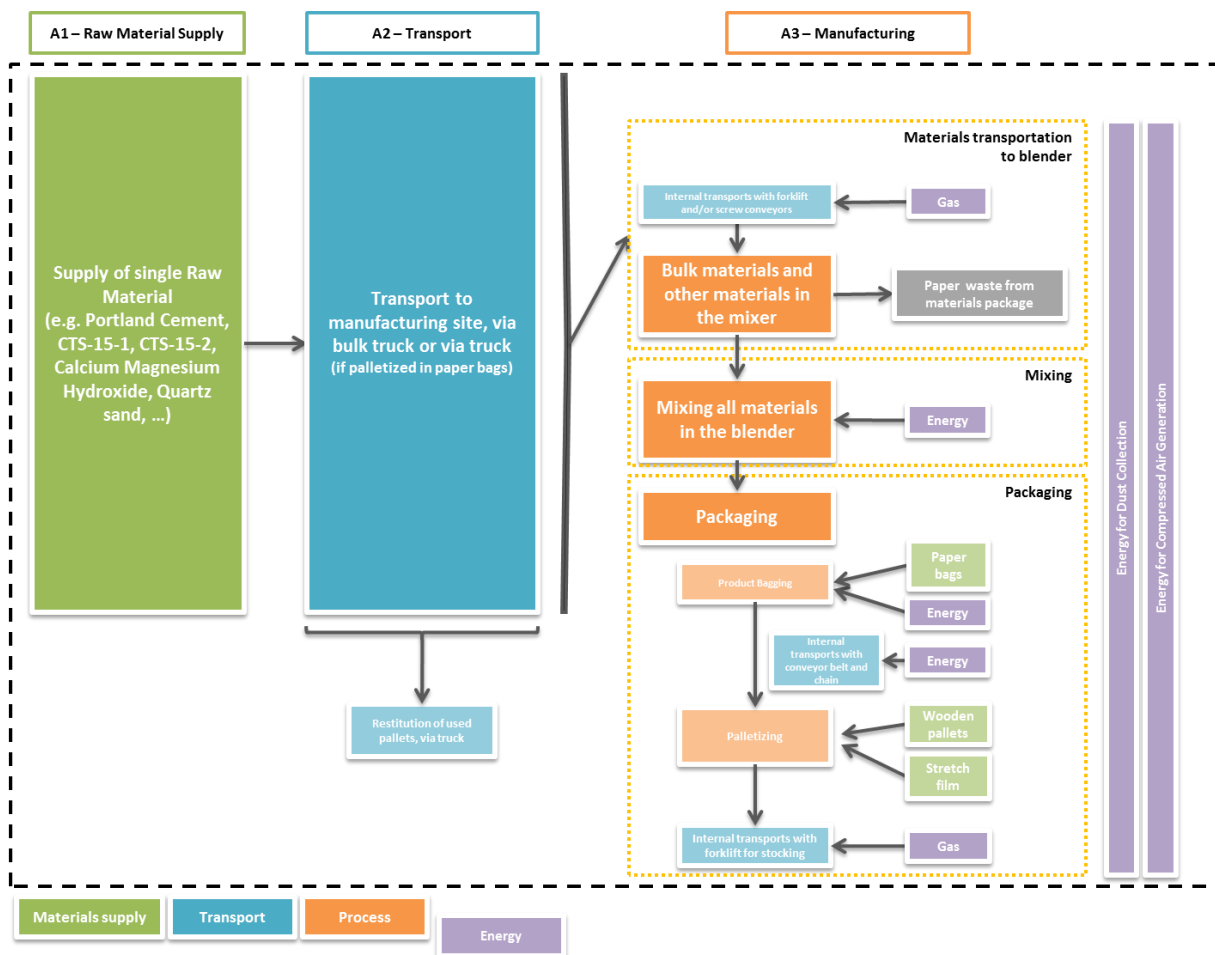 A1 – Raw Material Supply
A2 – Transport
A3 – Manufacturing
Supply of single Raw
Material
(e.g. Portland Cement,
CTS-15-1, CTS-15-2,
Calcium Magnesium
Hydroxide, Quartz
sand, ...)
Transport to
manufacturing site, via
bulk truck or via truck
(if palletized in paper bags)
Restitution of used
pallets, via truck
Materials transportation
to blender
Internal transports with forklift
and/or screw conveyors
Gas
Bulk materials and
other materials in
the mixer
Paper waste from
materials package
Mixing
Mixing all materials
in the blender
Energy
Packaging
Packaging
Product Bagging
Paper
bags
Energy
Internal
transports with
conveyor belt and
chain
Energy
Palletizing
Wooden
pallets
Stretch
film
Internal transports with
forklift for stocking
Gas
Energy for Dust Collection
Energy for Compressed Air Generation
Materials supply
Transport
Process
Energy